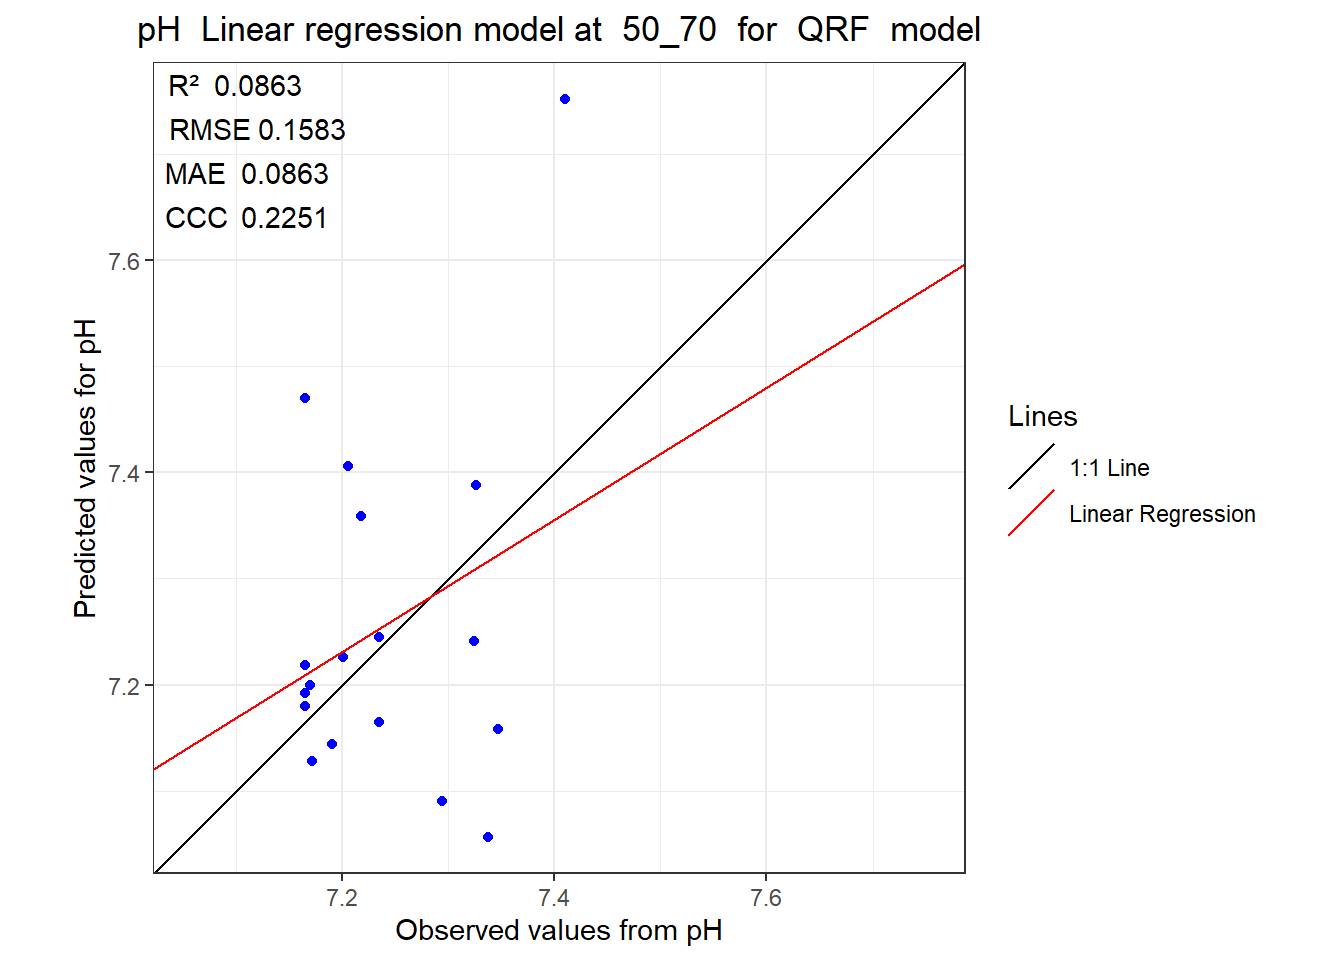 pH Linear regression model at 50_70 for QRF model
R² 0.0863
RMSE 0.1583
MAE 0.0863
CCC 0.2251
7.6
7.4
7.2
Predicted values for pH
7.2 7.4 7.6
Observed values from pH
Lines
1:1 Line
Linear Regression